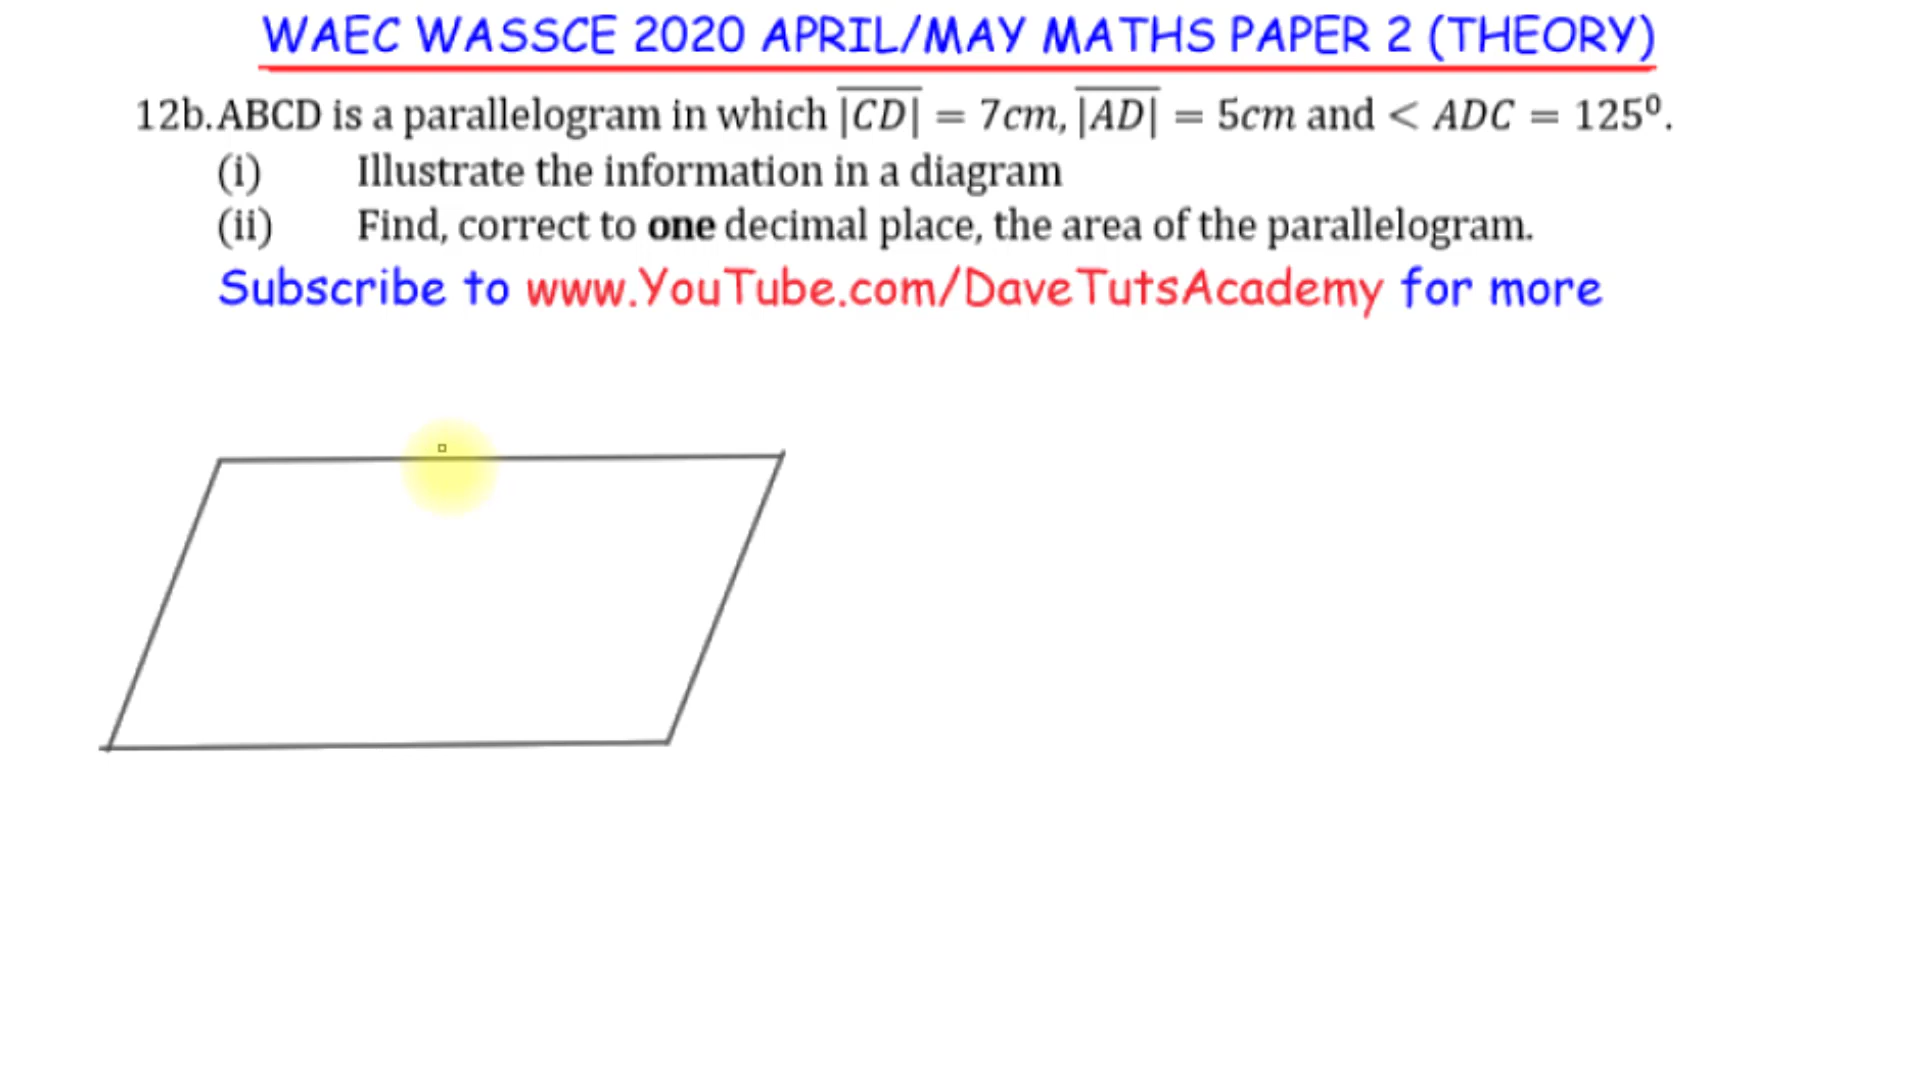 WAEC WASSCE 2020 APRIL/MAY MATHS PAPER 2 (THEORY)
12b. ABCD is a parallelogram in which |CD| = 7cm, |AD| = 5cm and < ADC = 125⁰.
(i) Illustrate the information in a diagram
(ii) Find, correct to one decimal place, the area of the parallelogram.
Subscribe to www.YouTube.com/DaveTutsAcademy for more